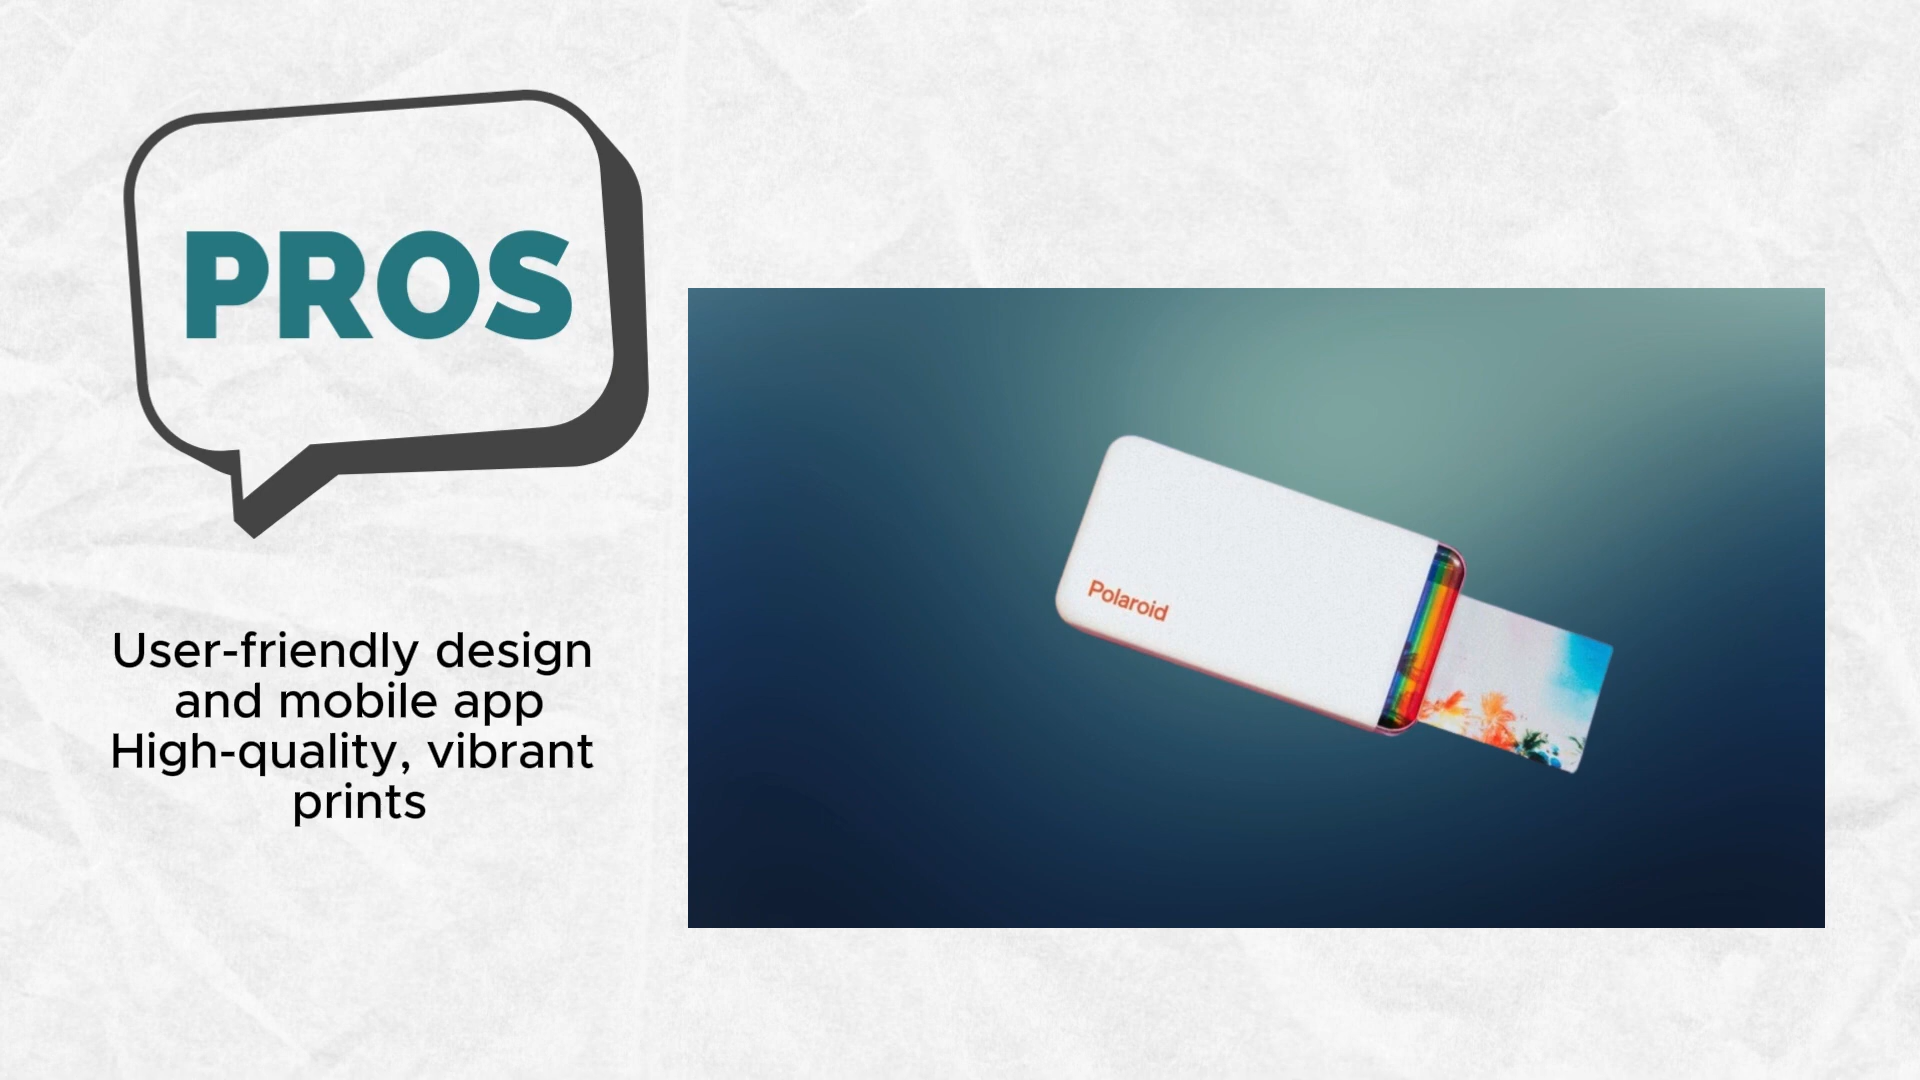 PROS
User-friendly design
and mobile app
High-quality, vibrant
prints
Polaroid